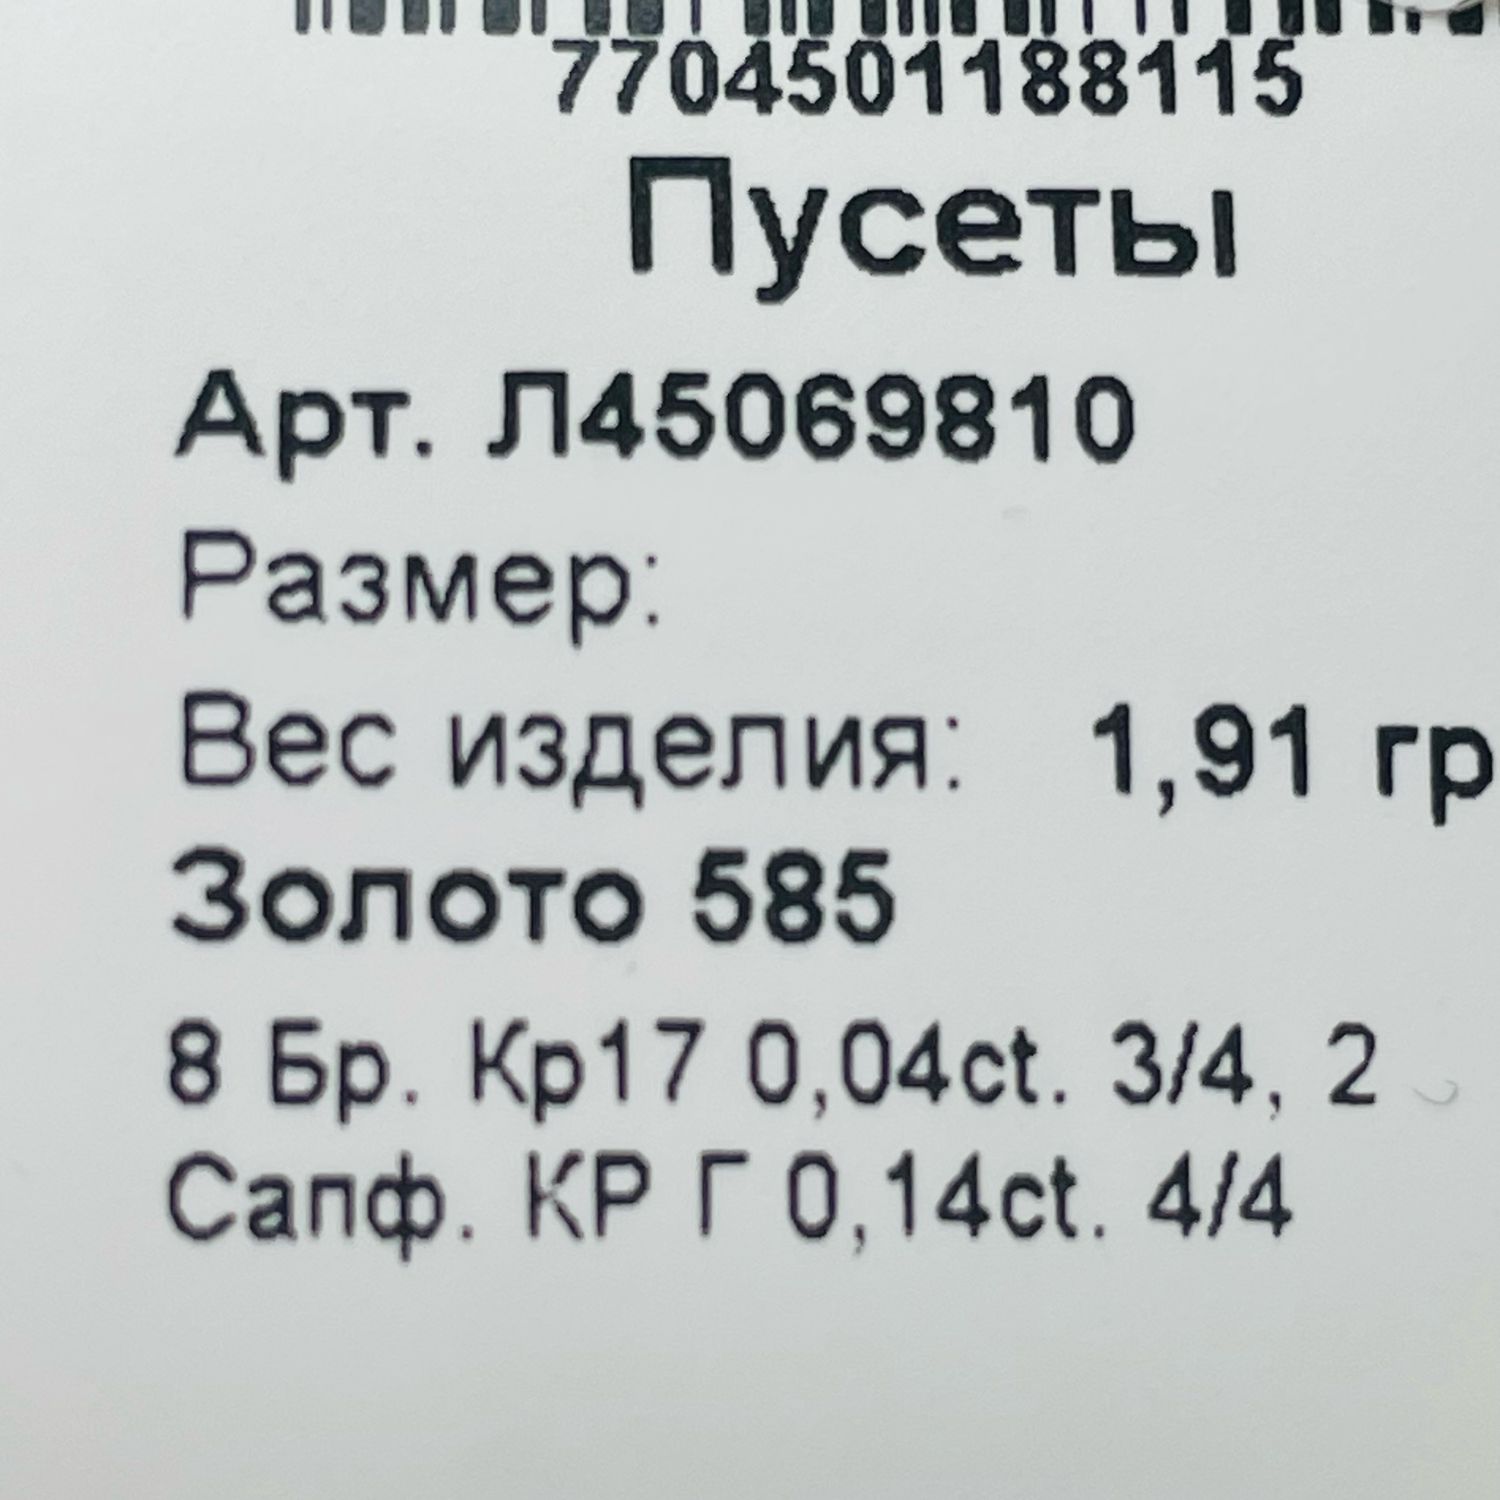 7704501188115
Пусеты
Арт. Л45069810
Размер:
Вес изделия: 1,91 гр
Золото 585
8 Бр. Кр17 0,04ct. 3/4, 2
Сапф. КР Г 0,14ct. 4/4